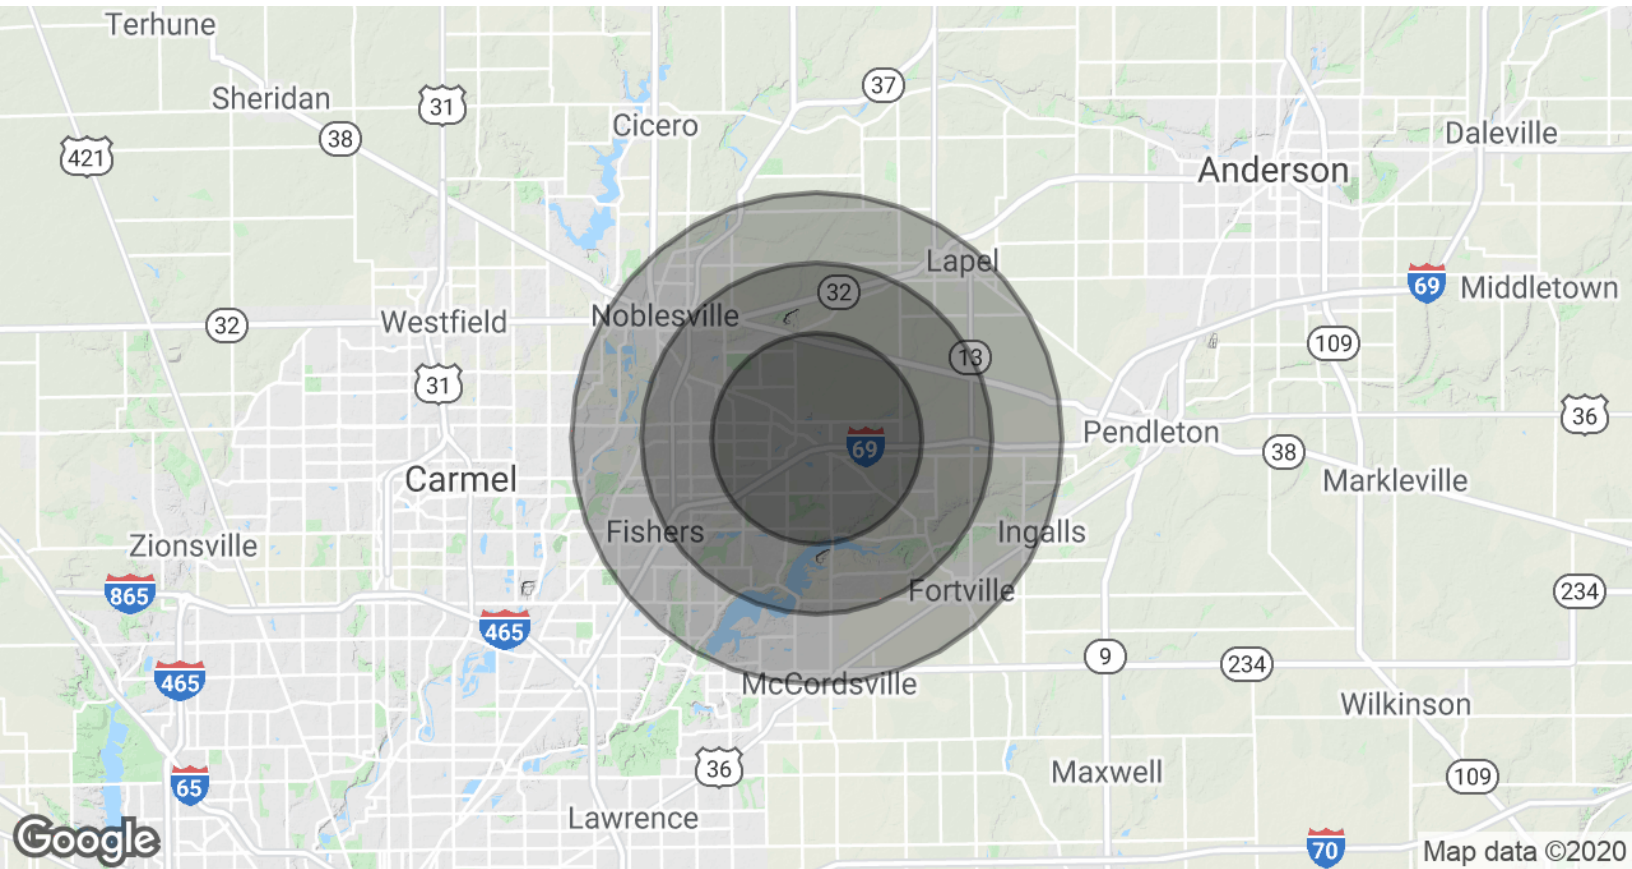 Terhune
37
Sheridan
31
Cicero
Daleville
38
421
Anderson
Lapel
69
Middletown
32
Noblesville
Westfield
32
109
13
31
36
Pendleton
69
38
Carmel
Markleville
Fishers
Ingalls
Zionsville
865
Fortville
234
465
9
234
465
McCordsville
Wilkinson
36
Maxwell
109
65
Lawrence
Google
70
Map data ©2020